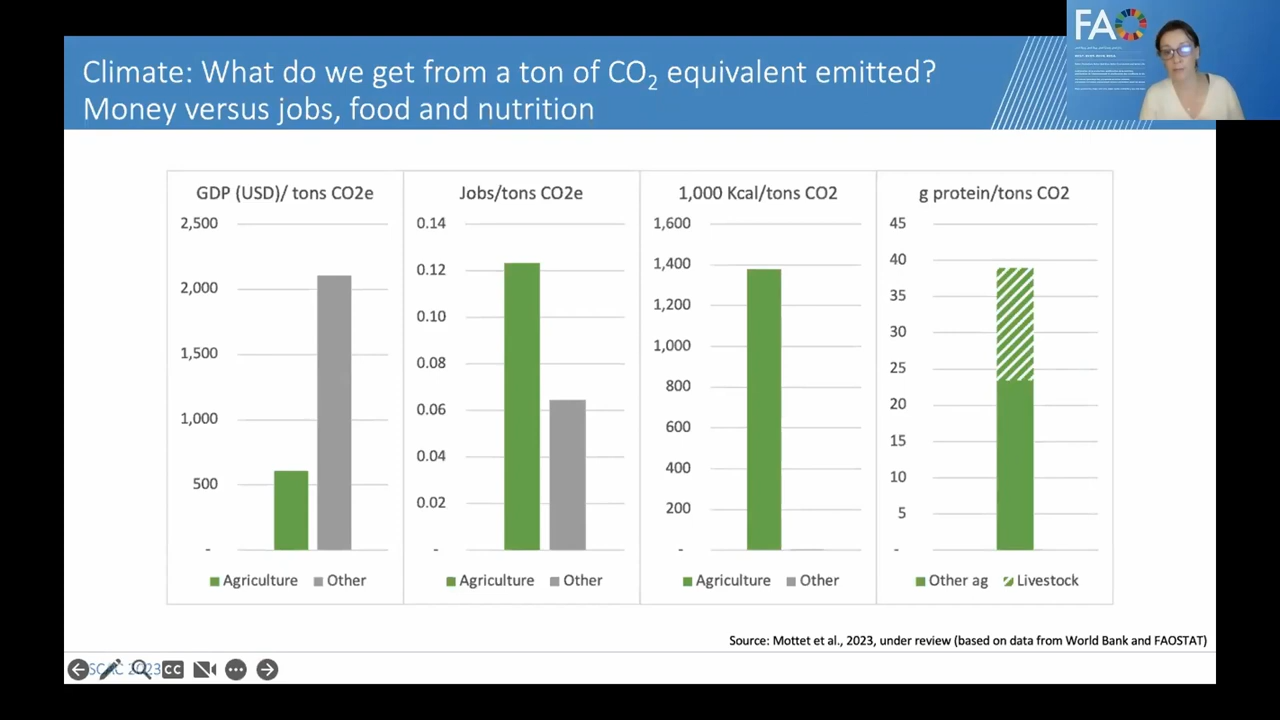 FAO
Climate: What do we get from a ton of CO2 equivalent emitted?
Money versus jobs, food and nutrition
GDP (USD)/ tons CO2e
2,500
2,000
1,500
1,000
500
-
Agriculture Other
Jobs/tons CO2e
0.14
0.12
0.10
0.08
0.06
0.04
0.02
-
Agriculture Other
1,000 Kcal/tons CO2
1,600
1,400
1,200
1,000
800
600
400
200
-
Agriculture Other
g protein/tons CO2
45
40
35
30
25
20
15
10
5
-
Other ag Livestock
Source: Mottet et al., 2023, under review (based on data from World Bank and FAOSTAT)
2023
CC